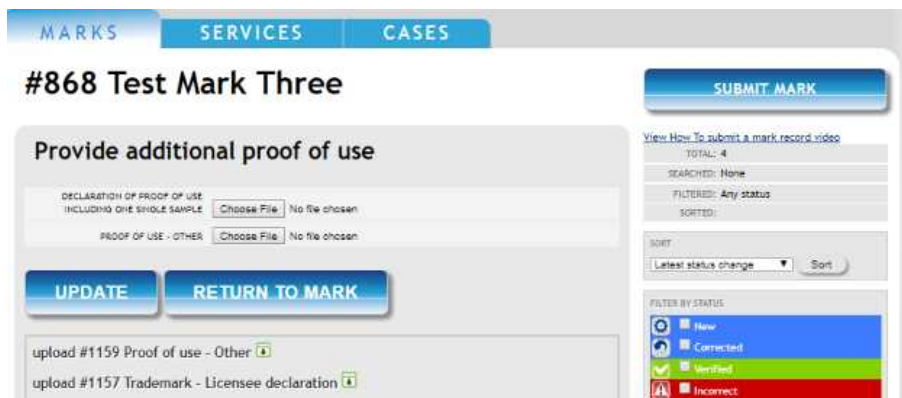 MARKS SERVICES CASES
#868 Test Mark Three
Provide additional proof of use
DECLARATION OF PROOF OF USE
INCLUDING ONE SINGLE SAMPLE Choose File No file chosen
PROOF OF USE - OTHER Choose File No file chosen
UPDATE RETURN TO MARK
upload #1159 Proof of use - Other
upload #1157 Trademark - Licensee declaration
SUBMIT MARK
View How To submit a mark record video
TOTAL: 4
SEARCHED: None
FILTERED: Any status
SORTED:
SORT
Latest status change Sort
FILTER BY STATUS
New
Corrected
Verified
Incorrect